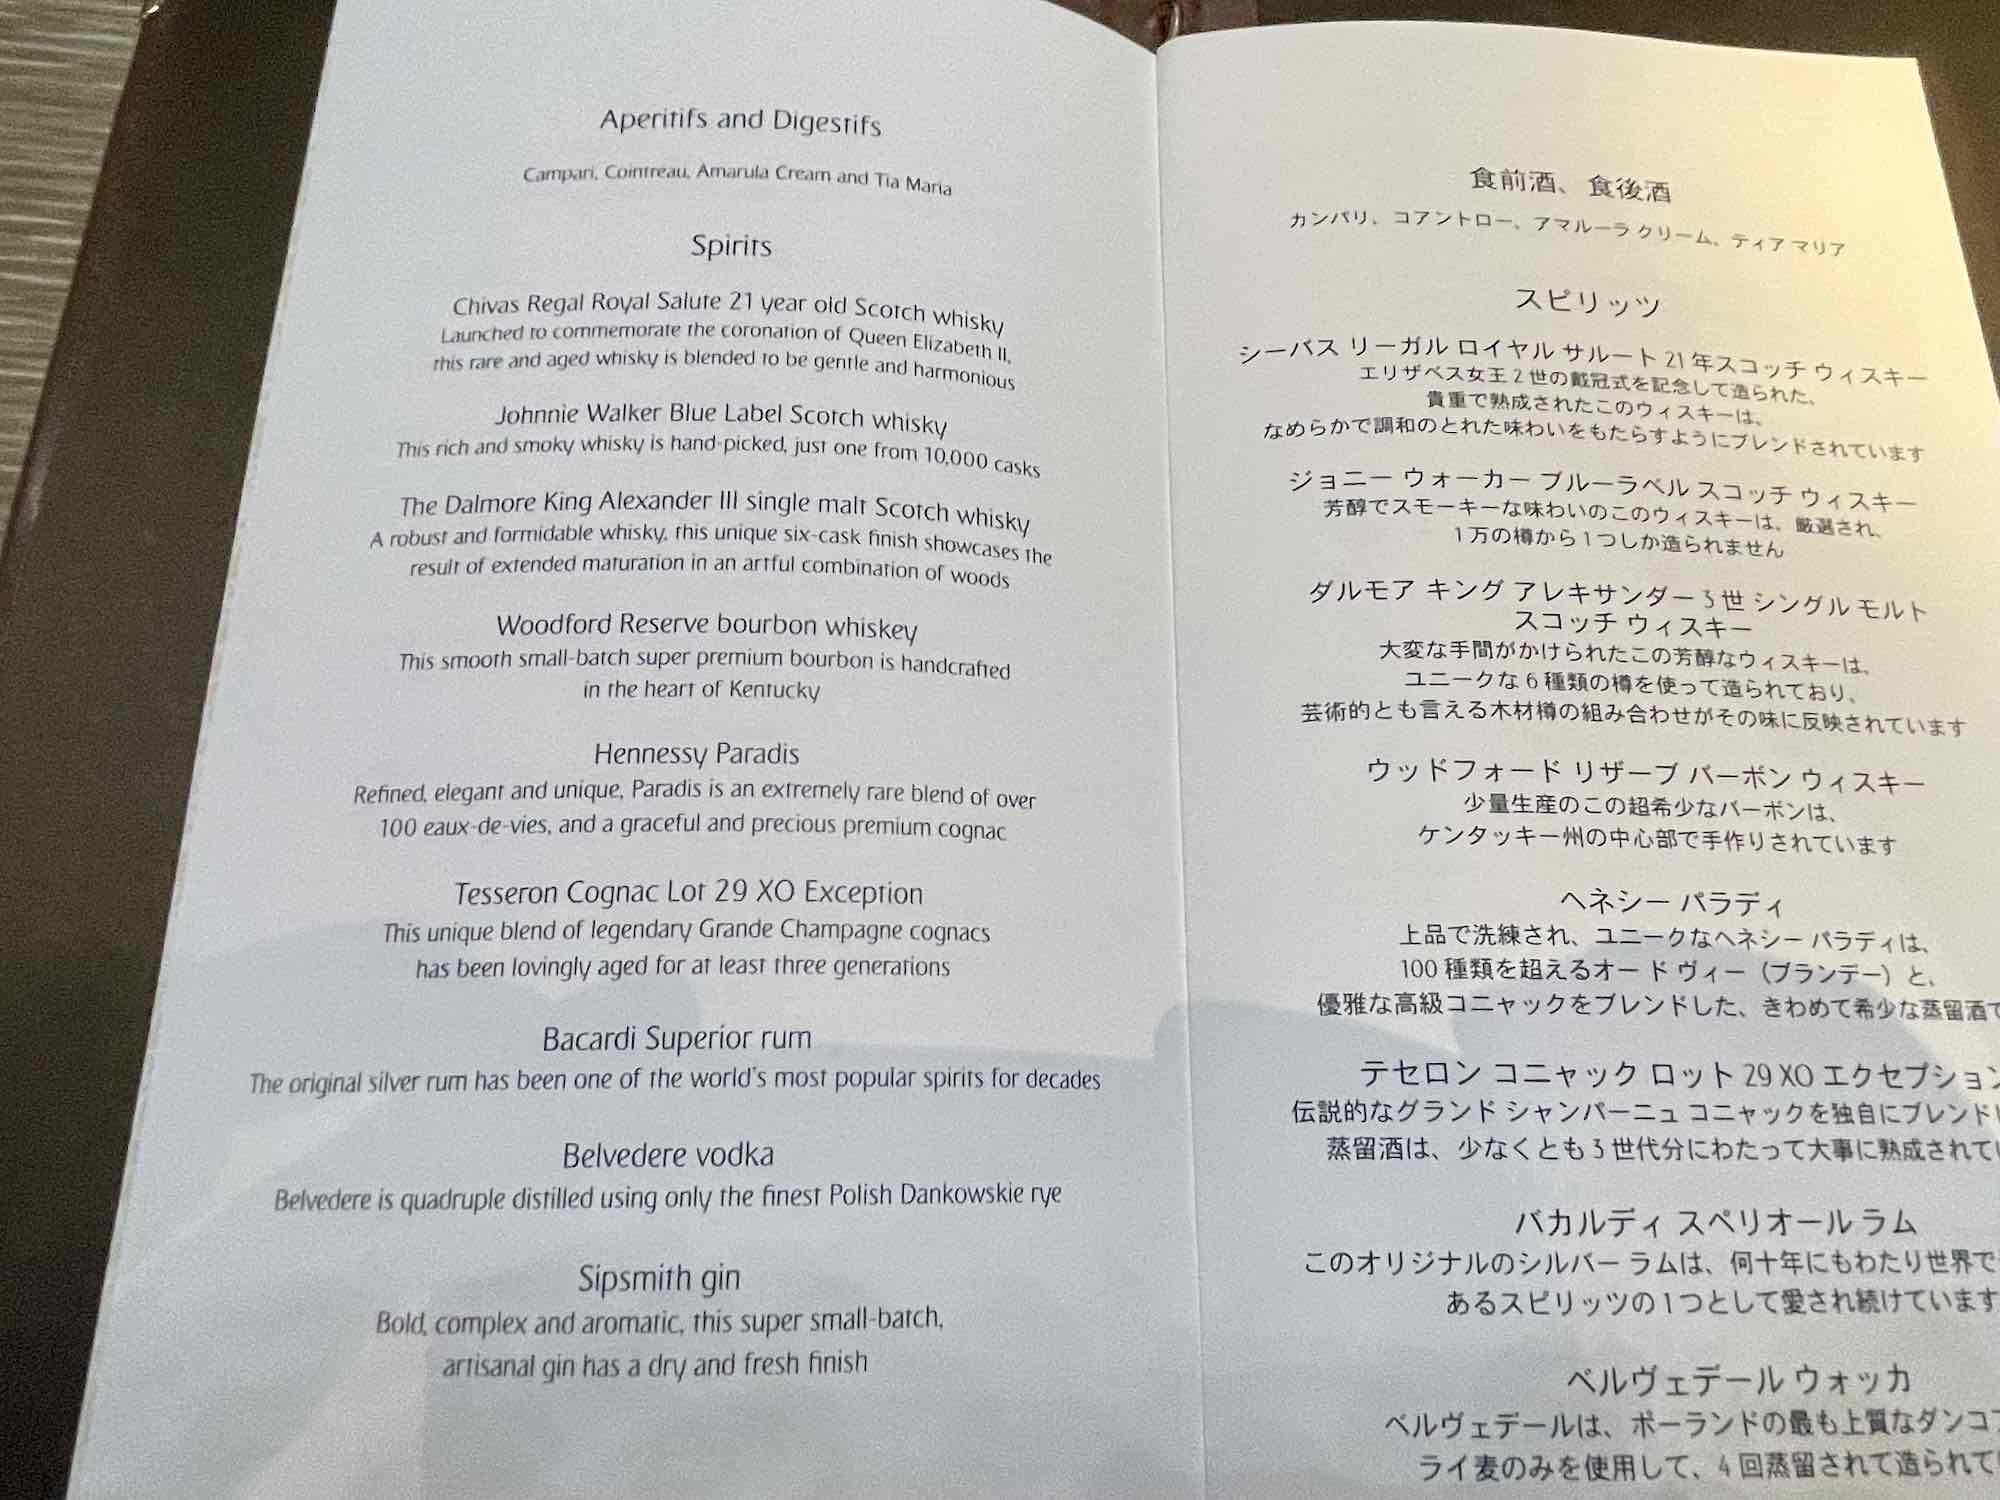 Aperitifs and Digestifs
Campari, Cointreau, Amarula Cream and Tia Maria
Spirits
Chivas Regal Royal Salute 21 year old Scotch whisky
Launched to commemorate the coronation of Queen Elizabeth II,
this rare and aged whisky is blended to be gentle and harmonious
Johnnie Walker Blue Label Scotch whisky
This rich and smoky whisky is hand-picked, just one from 10,000 casks
The Dalmore King Alexander III single malt Scotch whisky
A robust and formidable whisky, this unique six-cask finish showcases the
result of extended maturation in an artful combination of woods
Woodford Reserve bourbon whiskey
This smooth small-batch super premium bourbon is handcrafted
in the heart of Kentucky
Hennessy Paradis
Refined, elegant and unique, Paradis is an extremely rare blend of over
100 eaux-de-vies, and a graceful and precious premium cognac
Tesseron Cognac Lot 29 XO Exception
This unique blend of legendary Grande Champagne cognacs
has been lovingly aged for at least three generations
Bacardi Superior rum
The original silver rum has been one of the world's most popular spirits for decades
Belvedere vodka
Belvedere is quadruple distilled using only the finest Polish Dankowskie rye
Sipsmith gin
Bold, complex and aromatic, this super small-batch,
artisanal gin has a dry and fresh finish
食前酒、食後酒
カンパリ、コアントロー、アマルーラ クリーム、ティア マリア
スピリッツ
シーバス リーガル ロイヤル サルート 21 年スコッチ ウィスキー
エリザベス女王 2 世の戴冠式を記念して造られた、
貴重で熟成されたこのウィスキーは、
なめらかで調和のとれた味わいをもたらすようにブレンドされています
ジョニー ウォーカー ブルーラベル スコッチ ウィスキー
芳醇でスモーキーな味わいのこのウィスキーは、厳選され、
1 万の樽から 1 つしか造られません
ダルモア キング アレキサンダー 3 世 シングル モルト
スコッチ ウィスキー
大変な手間がかけられたこの芳醇なウィスキーは、
ユニークな 6 種類の樽を使って造られており、
芸術的とも言える木材樽の組み合わせがその味に反映されています
ウッドフォード リザーブ バーボン ウィスキー
少量生産のこの超希少なバーボンは、
ケンタッキー州の中心部で手作りされています
ヘネシー パラディ
上品で洗練され、ユニークなヘネシー パラディは、
100 種類を超えるオー ド ヴィー（ブランデー）と、
優雅な高級コニャックをブレンドした、きわめて希少な蒸留酒で
テセロン コニャック ロット 29 XO エクセプション
伝説的なグランド シャンパーニュ コニャックを独自にブレンド
蒸留酒は、少なくとも 3 世代分にわたって大事に熟成されて
バカルディ スペリオール ラム
このオリジナルのシルバー ラムは、何十年にもわたり世界で
あるスピリッツの 1 つとして愛され続けています
ベルヴェデール ウォッカ
ベルヴェデールは、ポーランドの最も上質なダンコ
ライ麦のみを使用して、4 回蒸留されて造られて